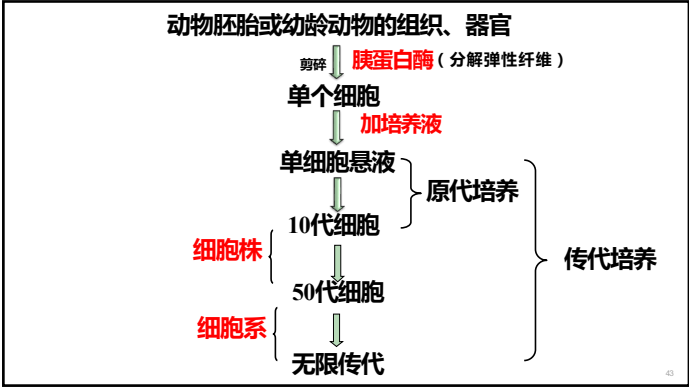 动物胚胎或幼龄动物的组织、器官
剪碎 胰蛋白酶(分解弹性纤维)
单个细胞
加培养液
单细胞悬液
原代培养
10代细胞
细胞株
传代培养
50代细胞
细胞系
无限传代
43